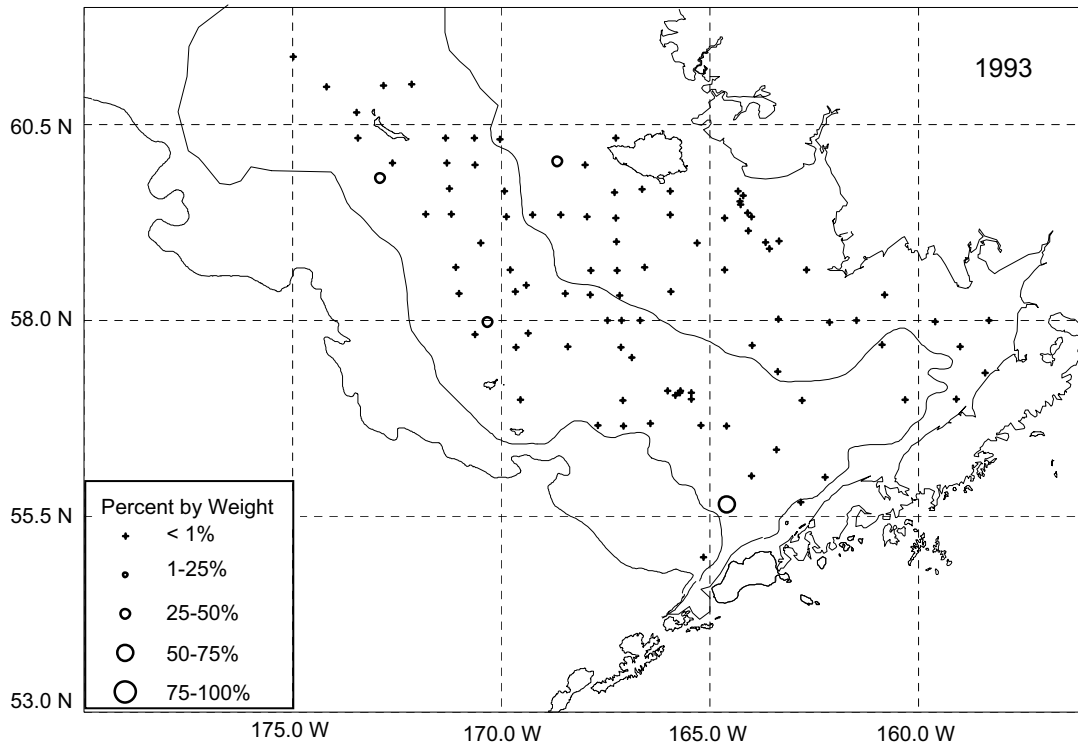 1993
60.5 N
58.0 N
55.5 N
53.0 N
Percent by Weight
< 1%
1-25%
25-50%
50-75%
75-100%
175.0 W
170.0 W
165.0 W
160.0 W